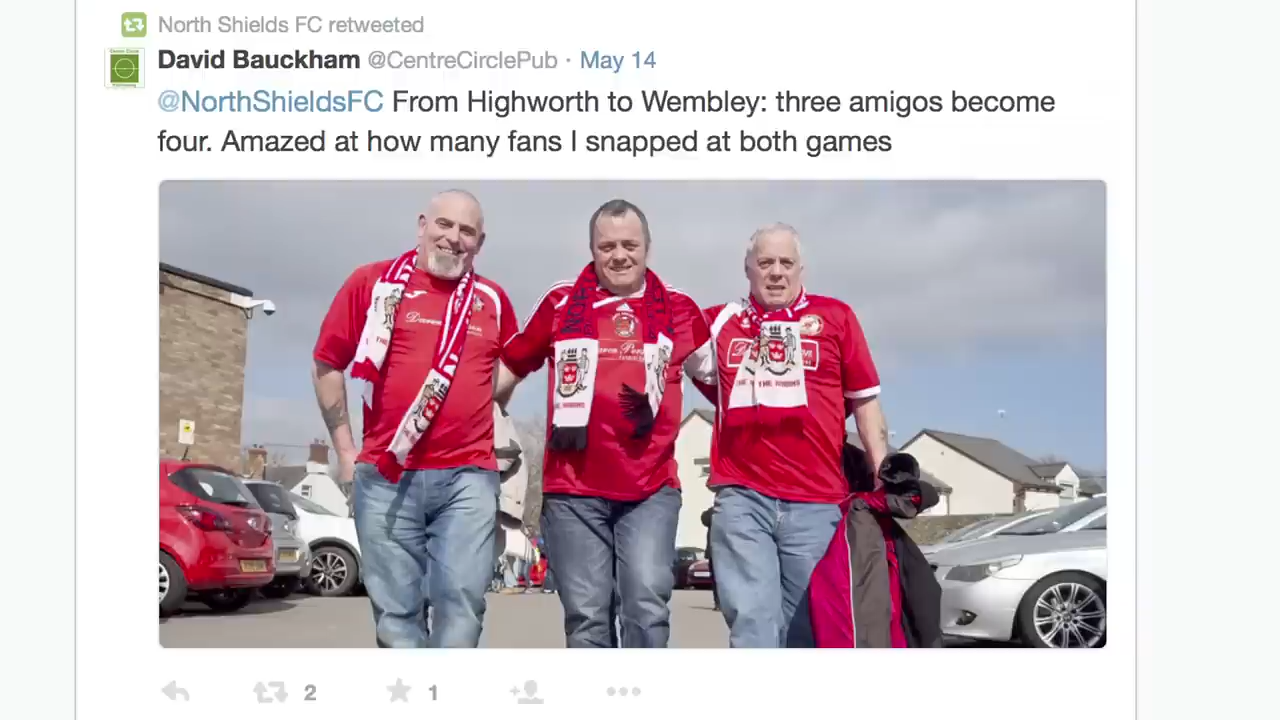 North Shields FC retweeted
David Bauckham @CentreCirclePub · May 14
@NorthShieldsFC From Highworth to Wembley: three amigos become
four. Amazed at how many fans I snapped at both games
2
1